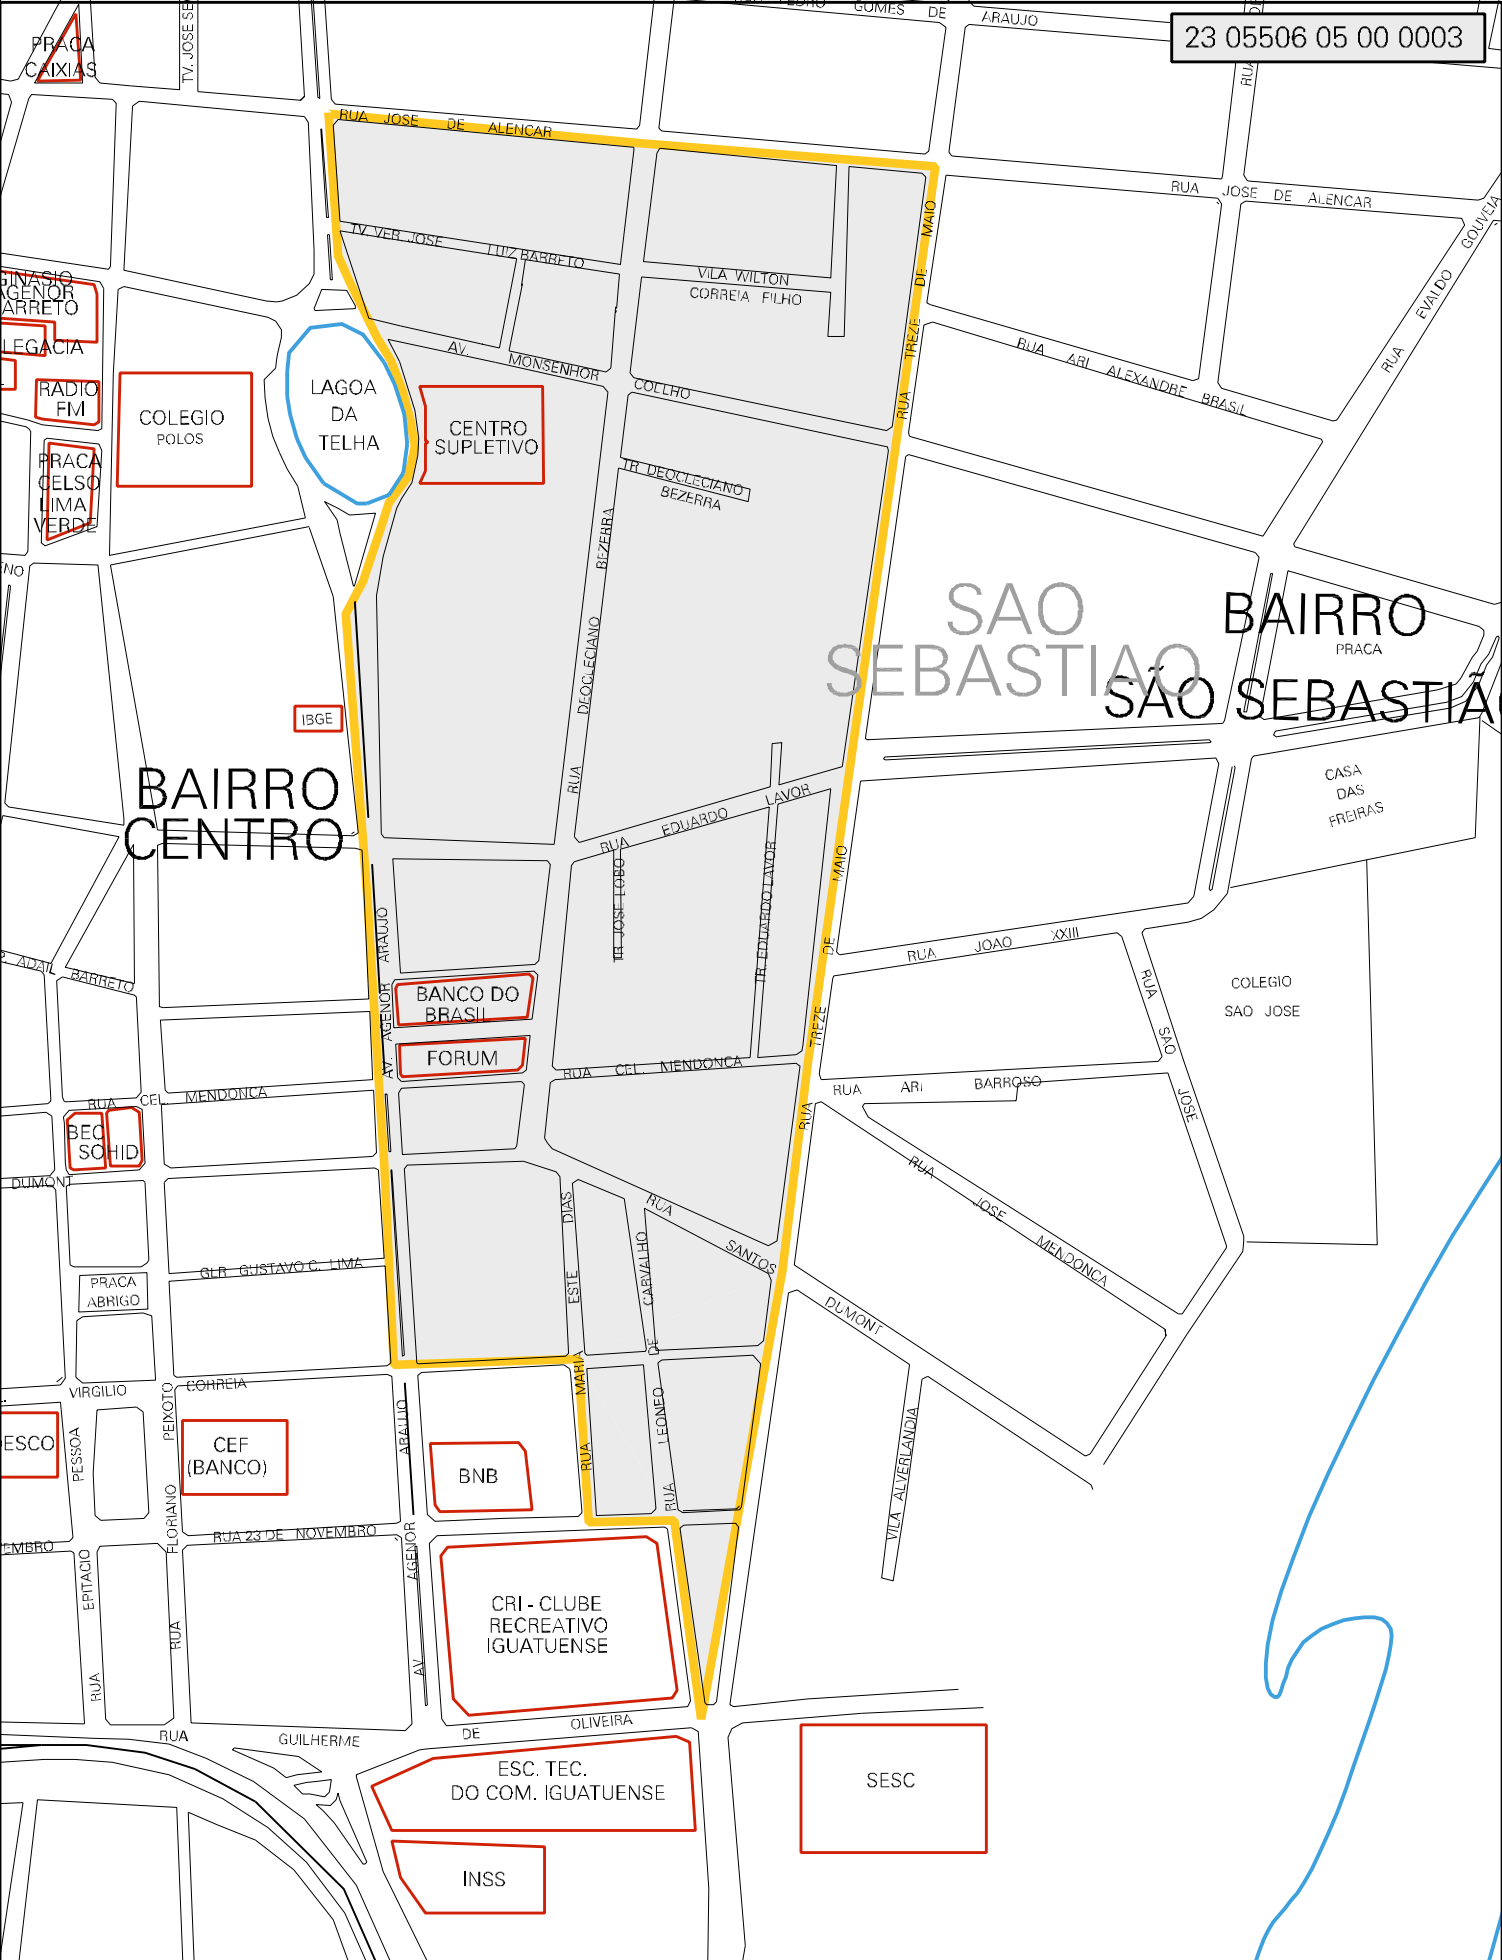 RUA PEDRO GOMES DE ARAUJO
23 05506 05 00 0003
PRACA
CAIXIAS
TV. JOSE SE
RUA DE
RUA JOSE DE ALENCAR
RUA JOSE DE ALENCAR
TV. VER JOSE LUIZ BARRETO
VILA WILTON
CORREIA FILHO
RUA TREZE DE MAIO
RUA EVALDO GOUVEIA
GINASIO
AGENOR
ARRETO
LEGACIA
RADIO
FM
COLEGIO
POLOS
LAGOA
DA
TELHA
AV. MONSENHOR COELHO
RUA ARI ALEXANDRE BRASIL
CENTRO
SUPLETIVO
PRACA
CELSO
LIMA
VERDE
TR. DEOCLECIANO
BEZERRA
RUA DEOCLECIANO BEZERRA
ENO
SAO
SEBASTIAO
BAIRRO
SÃO SEBASTIÃO
PRACA
IBGE
BAIRRO
CENTRO
CASA
DAS
FREIRAS
RUA EDUARDO LAVOR
TR. JOSE LOBO
TR. EDUARDO LAVOR
RUA TREZE DE MAIO
AV. AGENOR ARAUJO
RUA JOAO XXIII
RUA SAO JOSE
COLEGIO
SAO JOSE
P. ADAIL BARRETO
BANCO DO
BRASIL
FORUM
RUA CEL. MENDONCA
RUA CEL. MENDONCA
RUA ARI BARROSO
BEC
SOHID
DUMONT
RUA JOSE MENDONCA
RUA SANTOS DUMONT
GLR GUSTAVO C. LIMA
PRACA
ABRIGO
RUA MARIA ESTE DIAS
RUA LEONEO DE CARVALHO
VIRGILIO CORREIA
ESCO
CEF
(BANCO)
BNB
VILA ALVERLANDIA
RUA EPITACIO PESSOA
RUA FLORIANO PEIXOTO
AV. AGENOR ARAUJO
EMBRO
RUA 23 DE NOVEMBRO
CRI - CLUBE
RECREATIVO
IGUATUENSE
RUA GUILHERME DE OLIVEIRA
ESC. TEC.
DO COM. IGUATUENSE
SESC
INSS